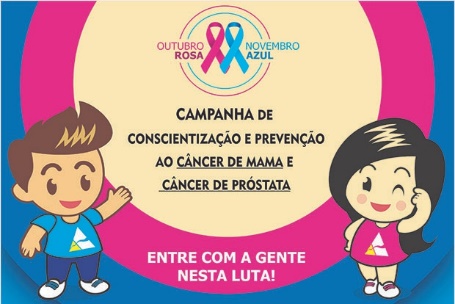 OUTUBRO ROSA
NOVEMBRO AZUL
CAMPANHA DE
CONSCIENTIZAÇÃO E PREVENÇÃO
AO CÂNCER DE MAMA E
CÂNCER DE PRÓSTATA
ENTRE COM A GENTE
NESTA LUTA!